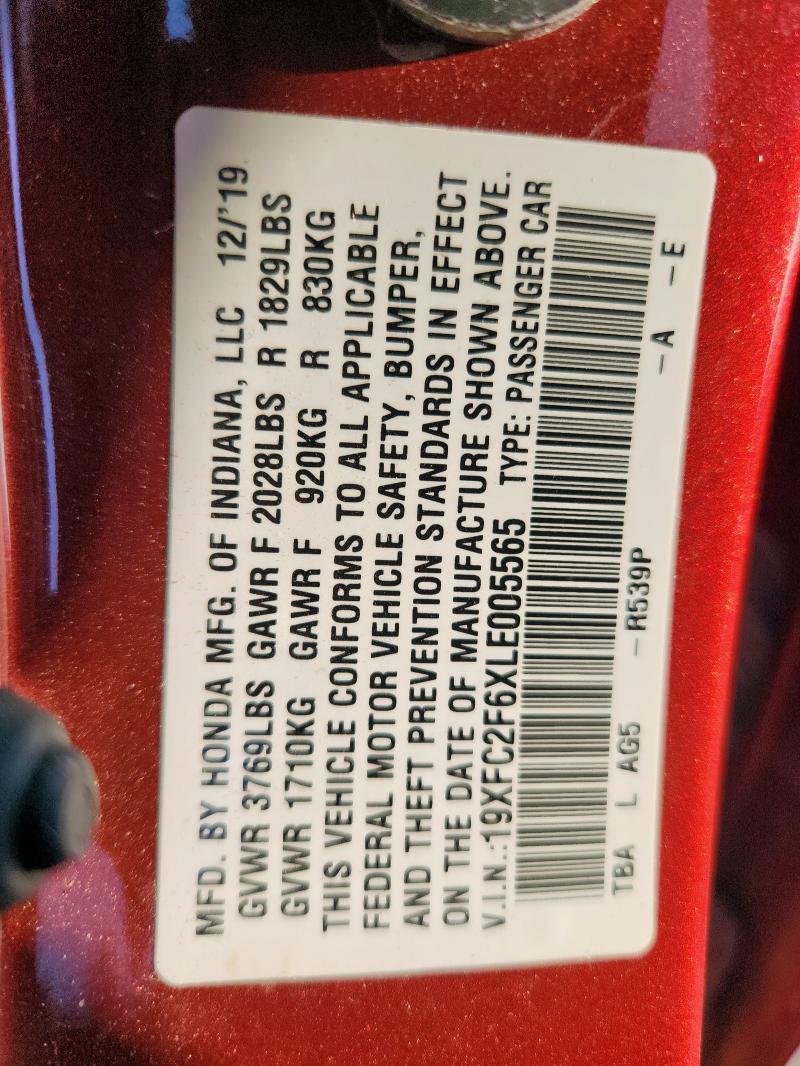 MFD. BY HONDA MFG. OF INDIANA, LLC 12/'19
GVWR 3769LBS GAWR F 2028LBS R 1829LBS
GVWR 1710KG GAWR F 920KG R 830KG
THIS VEHICLE CONFORMS TO ALL APPLICABLE
FEDERAL MOTOR VEHICLE SAFETY, BUMPER,
AND THEFT PREVENTION STANDARDS IN EFFECT
ON THE DATE OF MANUFACTURE SHOWN ABOVE.
V.I.N.:19XFC2F6XLE005565 TYPE: PASSENGER CAR
TBA L AG5 -R539P -A -E